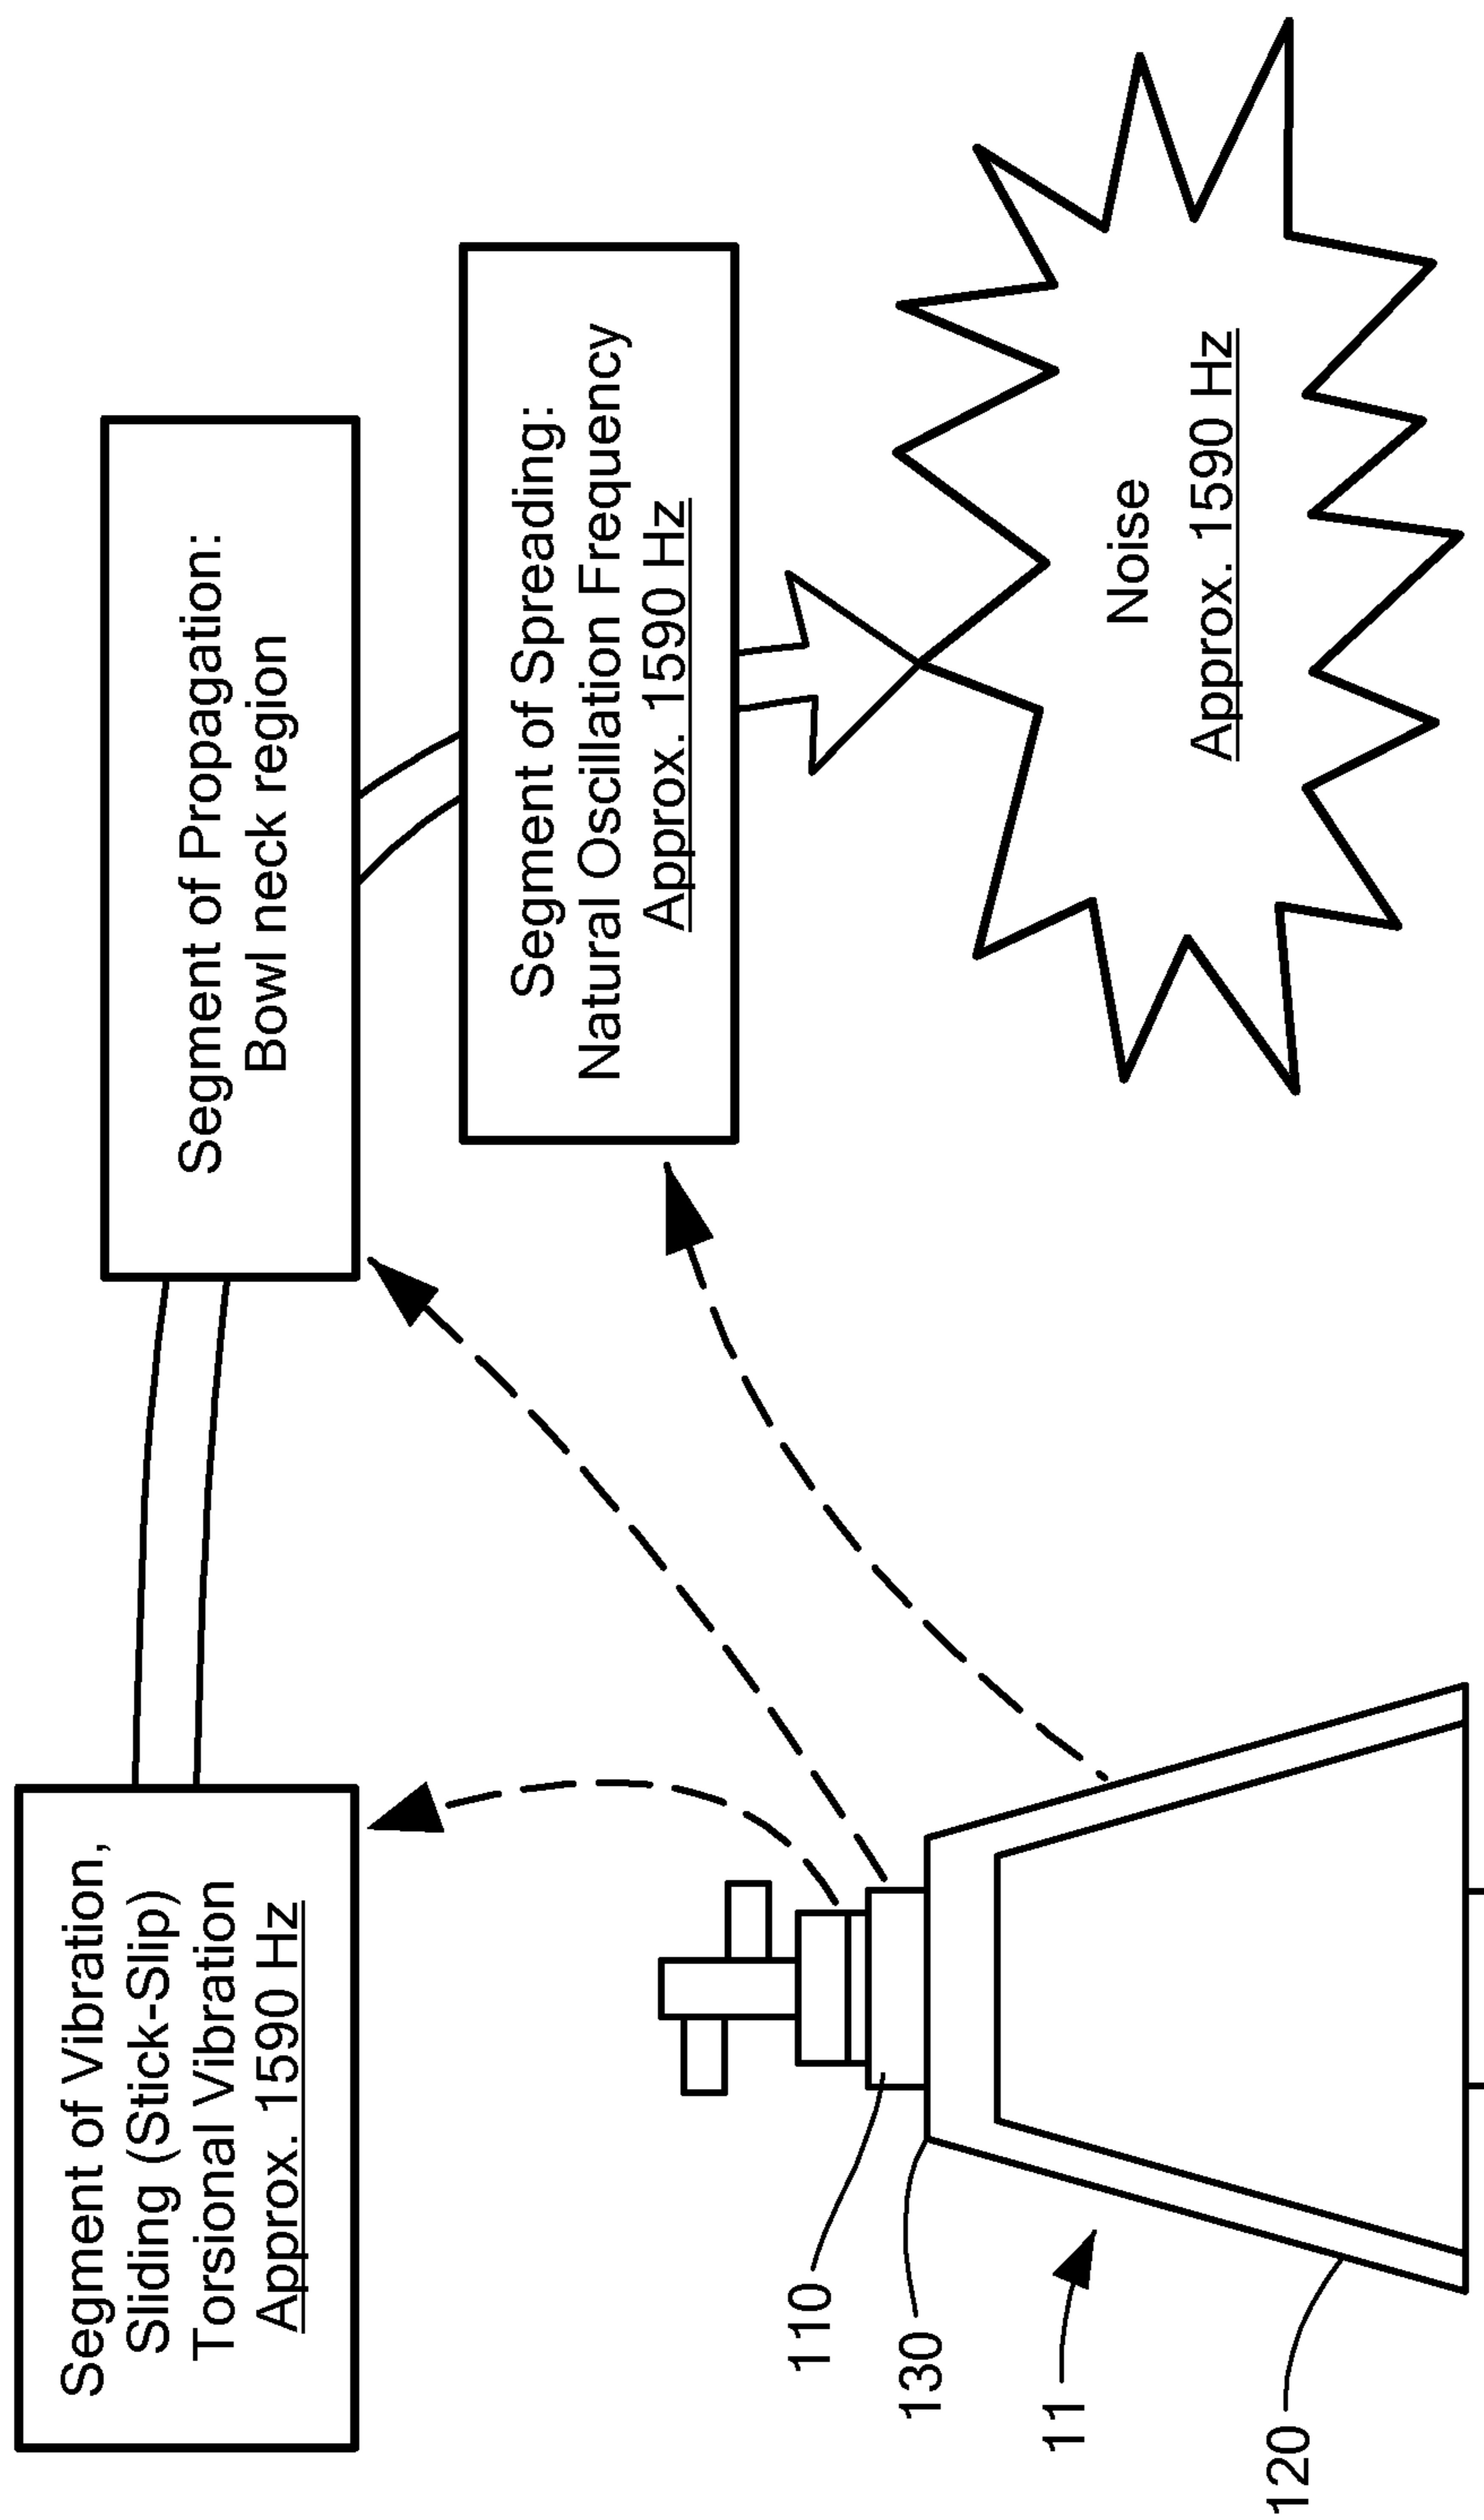 Segment of Vibration,
Sliding (Stick-Slip)
Torsional Vibration
Approx. 1590 Hz
Segment of Propagation:
Bowl neck region
Segment of Spreading:
Natural Oscillation Frequency
Approx. 1590 Hz
Noise
Approx. 1590 Hz
110
130
11
120